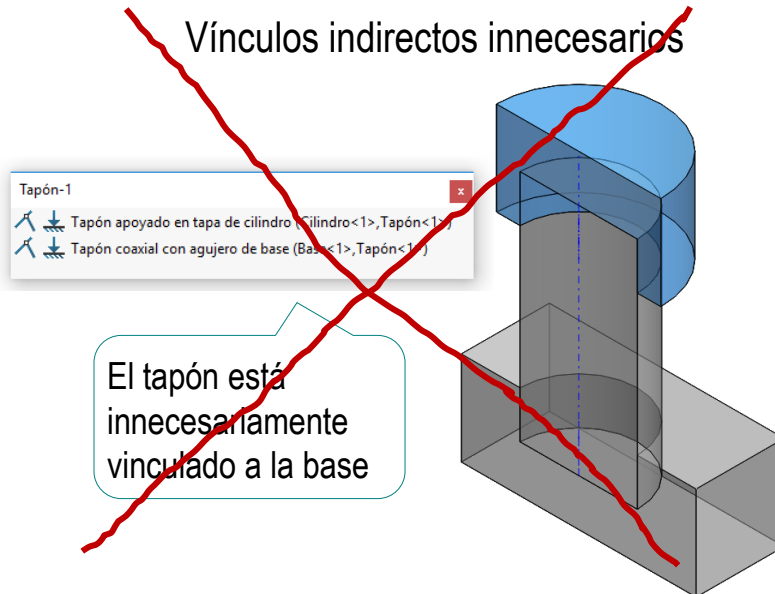 Vínculos indirectos innecesarios
Tapón-1
x
Tapón apoyado en tapa de cilindro (Cilindro<1>,Tapón<1>)
Tapón coaxial con agujero de base (Base<1>,Tapón<1>)
El tapón está
innecesariamente
vinculado a la base